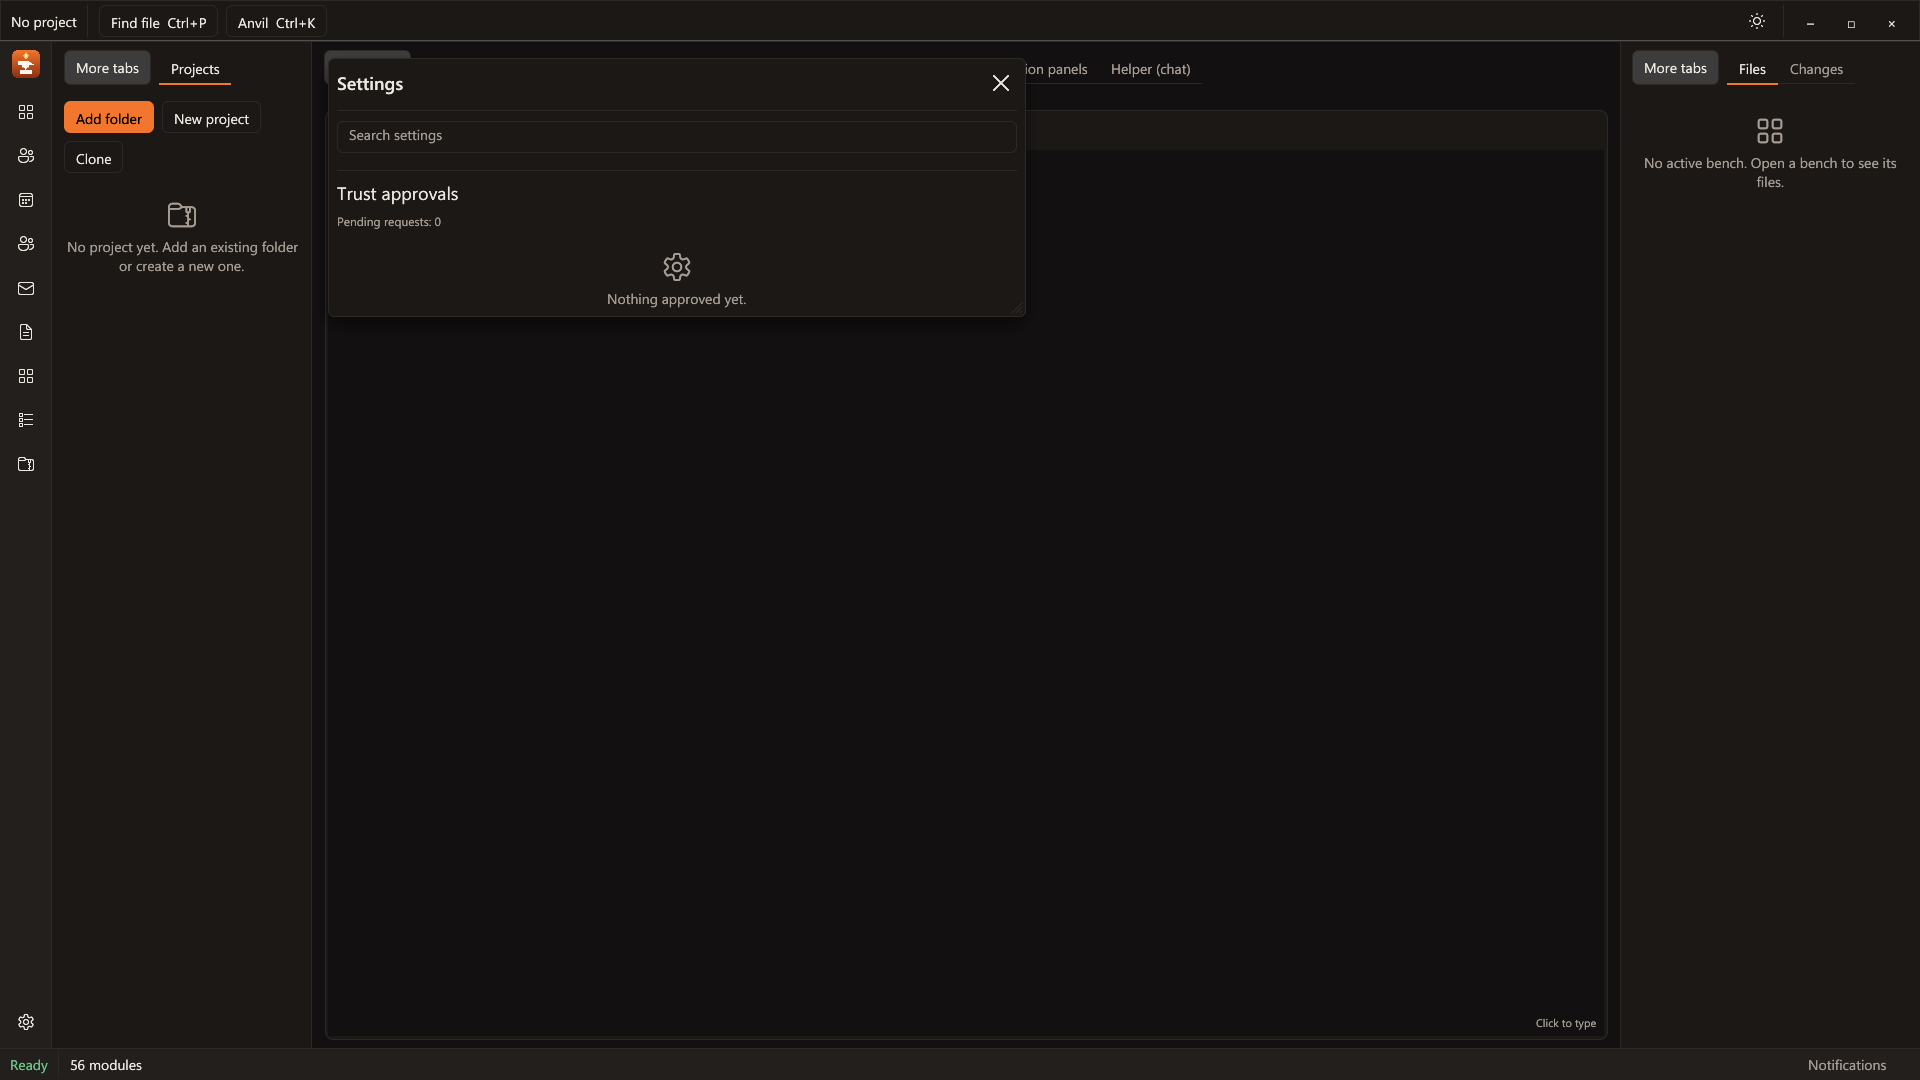 No project
Find file Ctrl+P
Anvil Ctrl+K
More tabs
Projects
Add folder
New project
Clone
No project yet. Add an existing folder
or create a new one.
Settings
Search settings
Trust approvals
Pending requests: 0
Nothing approved yet.
ion panels
Helper (chat)
Click to type
More tabs
Files
Changes
No active bench. Open a bench to see its
files.
Ready
56 modules
Notifications